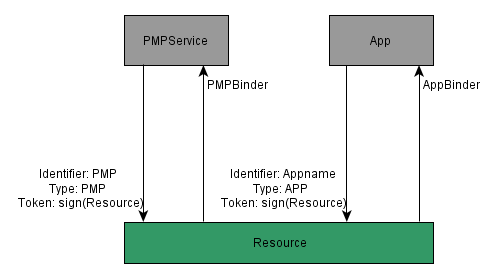 PMPService
App
PMPBinder
AppBinder
Identifier: PMP
Type: PMP
Token: sign(Resource)
Identifier: Appname
Type: APP
Token: sign(Resource)
Resource